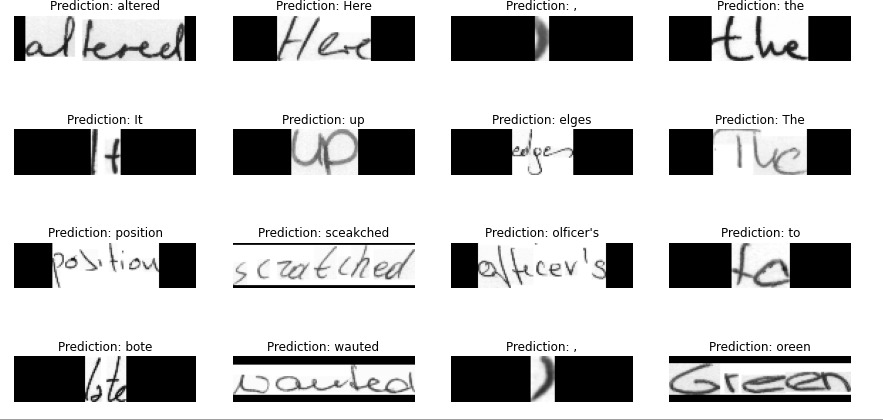 Prediction: altered Prediction: Here Prediction: , Prediction: the
altered Here , the
Prediction: It Prediction: up Prediction: elges Prediction: The
It up edges The
Prediction: position Prediction: sceakched Prediction: olficer's Prediction: to
position scratched officer's to
Prediction: bote Prediction: wauted Prediction: , Prediction: oreen
wanted , Green